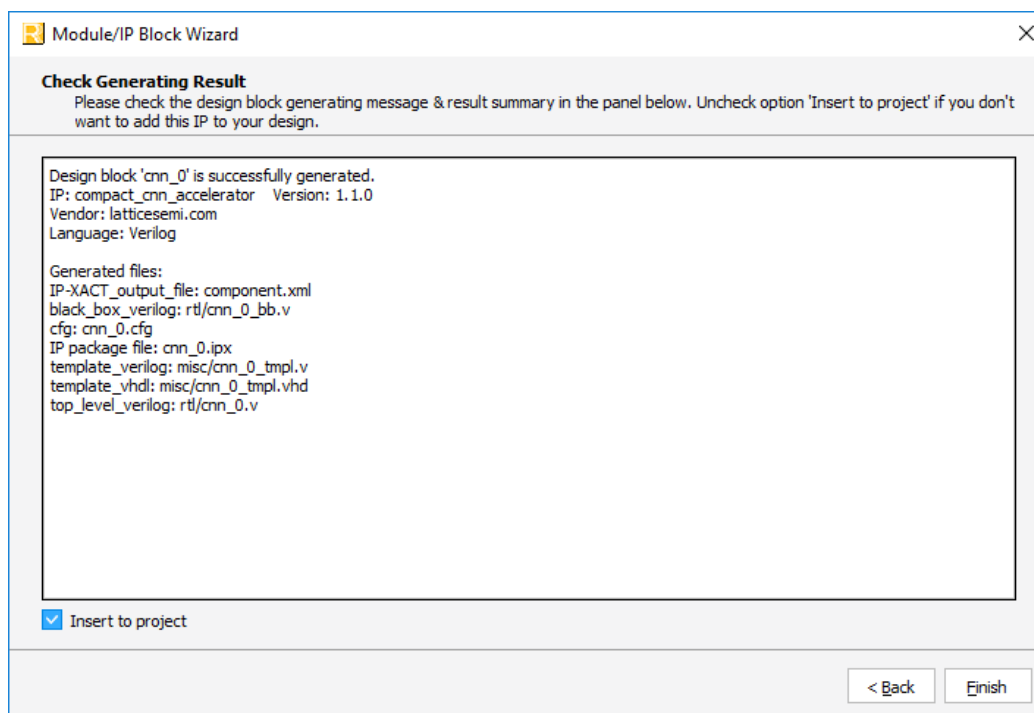 Module/IP Block Wizard
Check Generating Result
Please check the design block generating message & result summary in the panel below. Uncheck option 'Insert to project' if you don't
want to add this IP to your design.
Design block 'cnn_0' is successfully generated.
IP: compact_cnn_accelerator    Version: 1.1.0
Vendor: latticesemi.com
Language: Verilog
Generated files:
IP-XACT_output_file: component.xml
black_box_verilog: rtl/cnn_0_bb.v
cfg: cnn_0.cfg
IP package file: cnn_0.ipx
template_verilog: misc/cnn_0_tmpl.v
template_vhdl: misc/cnn_0_tmpl.vhd
top_level_verilog: rtl/cnn_0.v
Insert to project
< Back    Finish